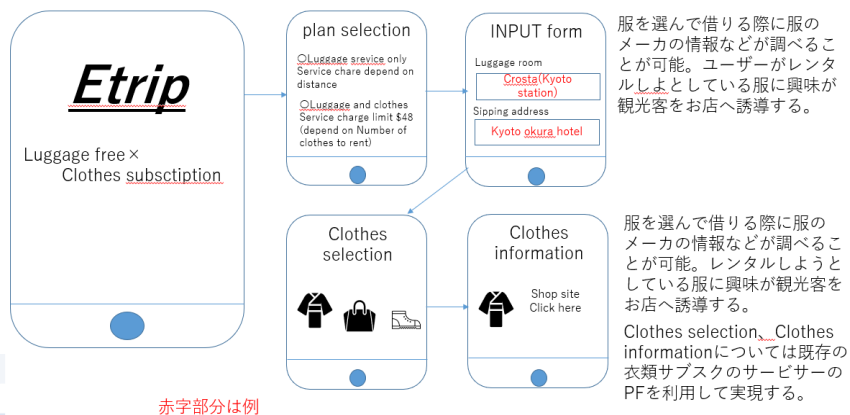 Etrip
Luggage free×
Clothes subsctiption
plan selection
〇Luggage srevice only
Service chare depend on
distance
〇Luggage and clothes
Service charge limit $48
(depend on Number of
clothes to rent)
INPUT form
Luggage room
Crosta(Kyoto
station)
Sipping address
Kyoto okura hotel
服を選んで借りる際に服の
メーカの情報などが調べるこ
とが可能。ユーザーがレンタ
ルしよとしている服に興味が
観光客をお店へ誘導する。
Clothes
selection
Clothes
information
Shop site
Click here
服を選んで借りる際に服の
メーカの情報などが調べるこ
とが可能。レンタルしようと
している服に興味が観光客を
お店へ誘導する。
Clothes selection、Clothes
informationについては既存の
衣類サブスクのサービサーの
PFを利用して実現する。
赤字部分は例